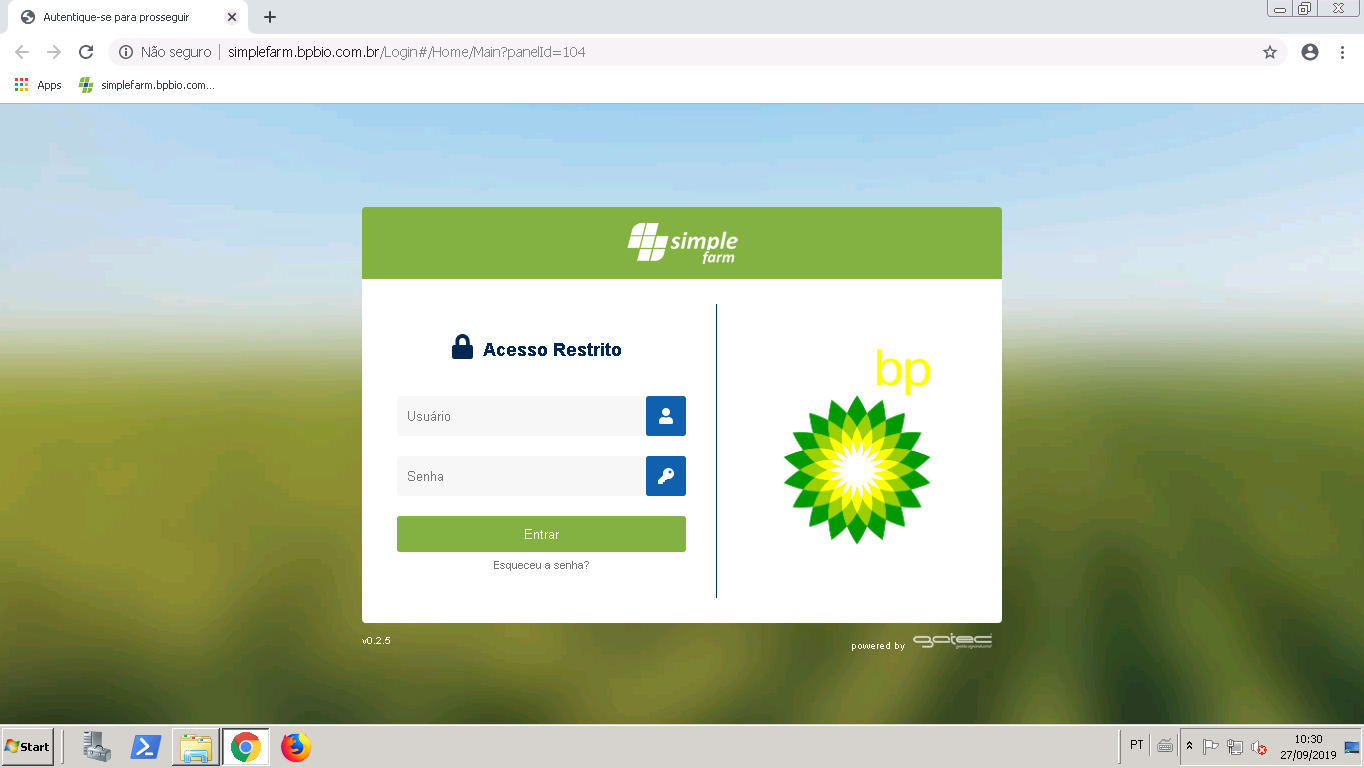 Autentique-se para prosseguir
Não seguro simplefarm.bpbio.com.br/Login#/Home/Main?panelId=104
Apps simplefarm.bpbio.com...
simple
farm
Acesso Restrito
bp
Usuário
Senha
Entrar
Esqueceu a senha?
v0.2.5
powered by gatec
Start
PT
10:30
27/09/2019